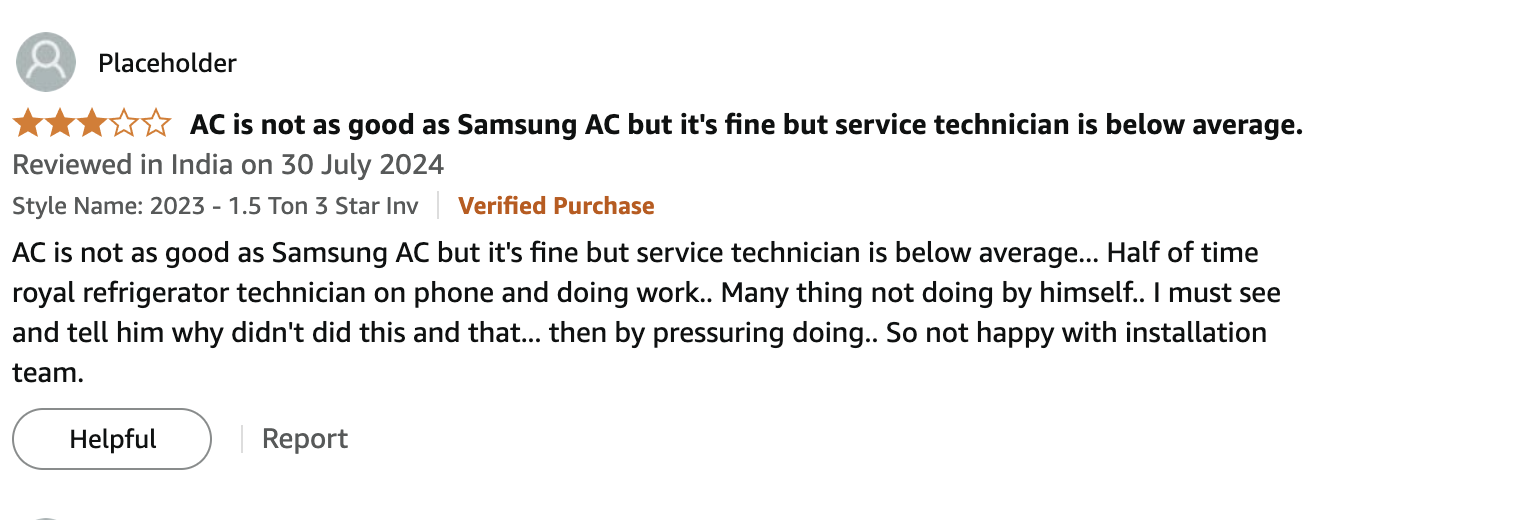 Placeholder
AC is not as good as Samsung AC but it's fine but service technician is below average.
Reviewed in India on 30 July 2024
Style Name: 2023 - 1.5 Ton 3 Star Inv Verified Purchase
AC is not as good as Samsung AC but it's fine but service technician is below average... Half of time
royal refrigerator technician on phone and doing work.. Many thing not doing by himself.. I must see
and tell him why didn't did this and that... then by pressuring doing.. So not happy with installation
team.
Helpful Report